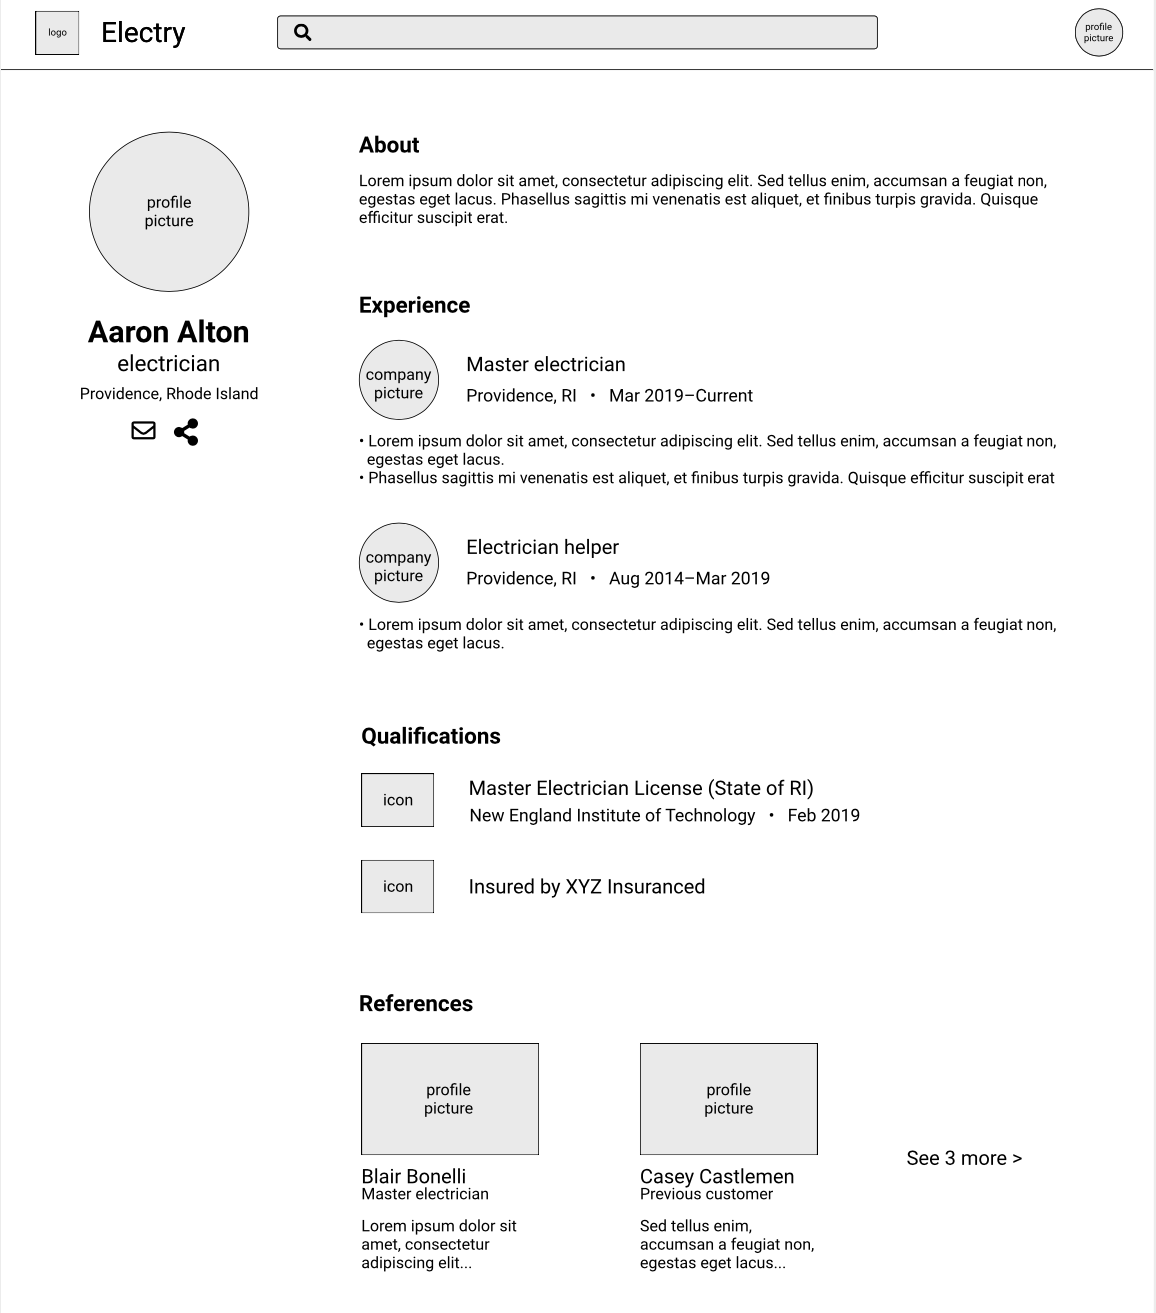 logo
Electry
profile
picture
profile
picture
Aaron Alton
electrician
Providence, Rhode Island
About
Lorem ipsum dolor sit amet, consectetur adipiscing elit. Sed tellus enim, accumsan a feugiat non,
egestas eget lacus. Phasellus sagittis mi venenatis est aliquet, et finibus turpis gravida. Quisque
efficitur suscipit erat.
Experience
company
picture
Master electrician
Providence, RI • Mar 2019–Current
• Lorem ipsum dolor sit amet, consectetur adipiscing elit. Sed tellus enim, accumsan a feugiat non,
egestas eget lacus.
• Phasellus sagittis mi venenatis est aliquet, et finibus turpis gravida. Quisque efficitur suscipit erat
company
picture
Electrician helper
Providence, RI • Aug 2014–Mar 2019
• Lorem ipsum dolor sit amet, consectetur adipiscing elit. Sed tellus enim, accumsan a feugiat non,
egestas eget lacus.
Qualifications
icon
Master Electrician License (State of RI)
New England Institute of Technology • Feb 2019
icon
Insured by XYZ Insuranced
References
profile
picture
Blair Bonelli
Master electrician
Lorem ipsum dolor sit
amet, consectetur
adipiscing elit...
profile
picture
Casey Castlemen
Previous customer
Sed tellus enim,
accumsan a feugiat non,
egestas eget lacus...
See 3 more >